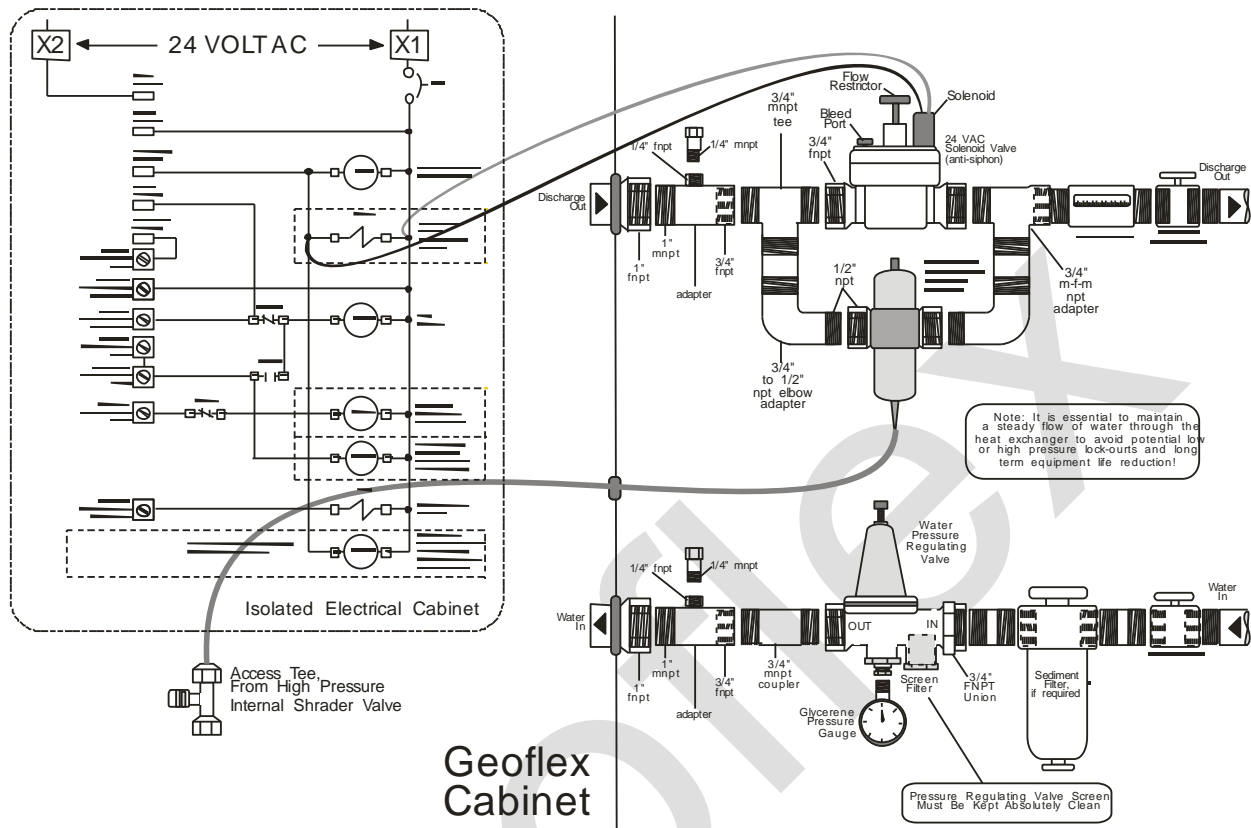 X2
24 VOLT AC
X1
Isolated Electrical Cabinet
Access Tee,
From High Pressure
Internal Shrader Valve
Geoflex
Cabinet
Flow
Restrictor
Solenoid
3/4"
mnpt
tee
Bleed
Port
3/4"
fnpt
24 VAC
Solenoid Valve
(anti-siphon)
1/4" fnpt
1/4" mnpt
Discharge
Out
Discharge
Out
1"
fnpt
1"
mnpt
3/4"
fnpt
adapter
1/2"
npt
3/4"
m-f-m
npt
adapter
3/4"
to 1/2"
npt elbow
adapter
Note: It is essential to maintain
a steady flow of water through the
heat exchanger to avoid potential low
or high pressure lock-ourts and long
term equipment life reduction!
Water
Pressure
Regulating
Valve
1/4" fnpt
1/4" mnpt
Water
In
Water
In
OUT
IN
1"
fnpt
1"
mnpt
3/4"
fnpt
adapter
3/4"
mnpt
coupler
Screen
Filter
3/4"
FNPT
Union
Sediment
Filter,
if required
Glycerene
Pressure
Gauge
Pressure Regulating Valve Screen
Must Be Kept Absolutely Clean
oflex